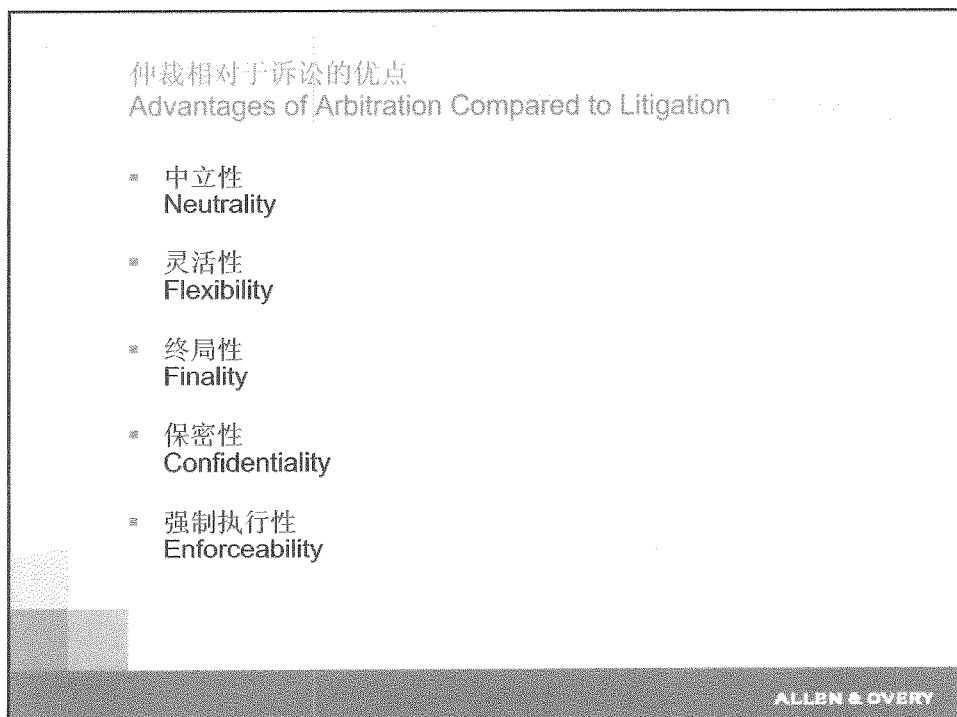 仲裁相对于诉讼的优点
Advantages of Arbitration Compared to Litigation
中立性
Neutrality
灵活性
Flexibility
终局性
Finality
保密性
Confidentiality
强制执行性
Enforceability
ALLEN & OVERY